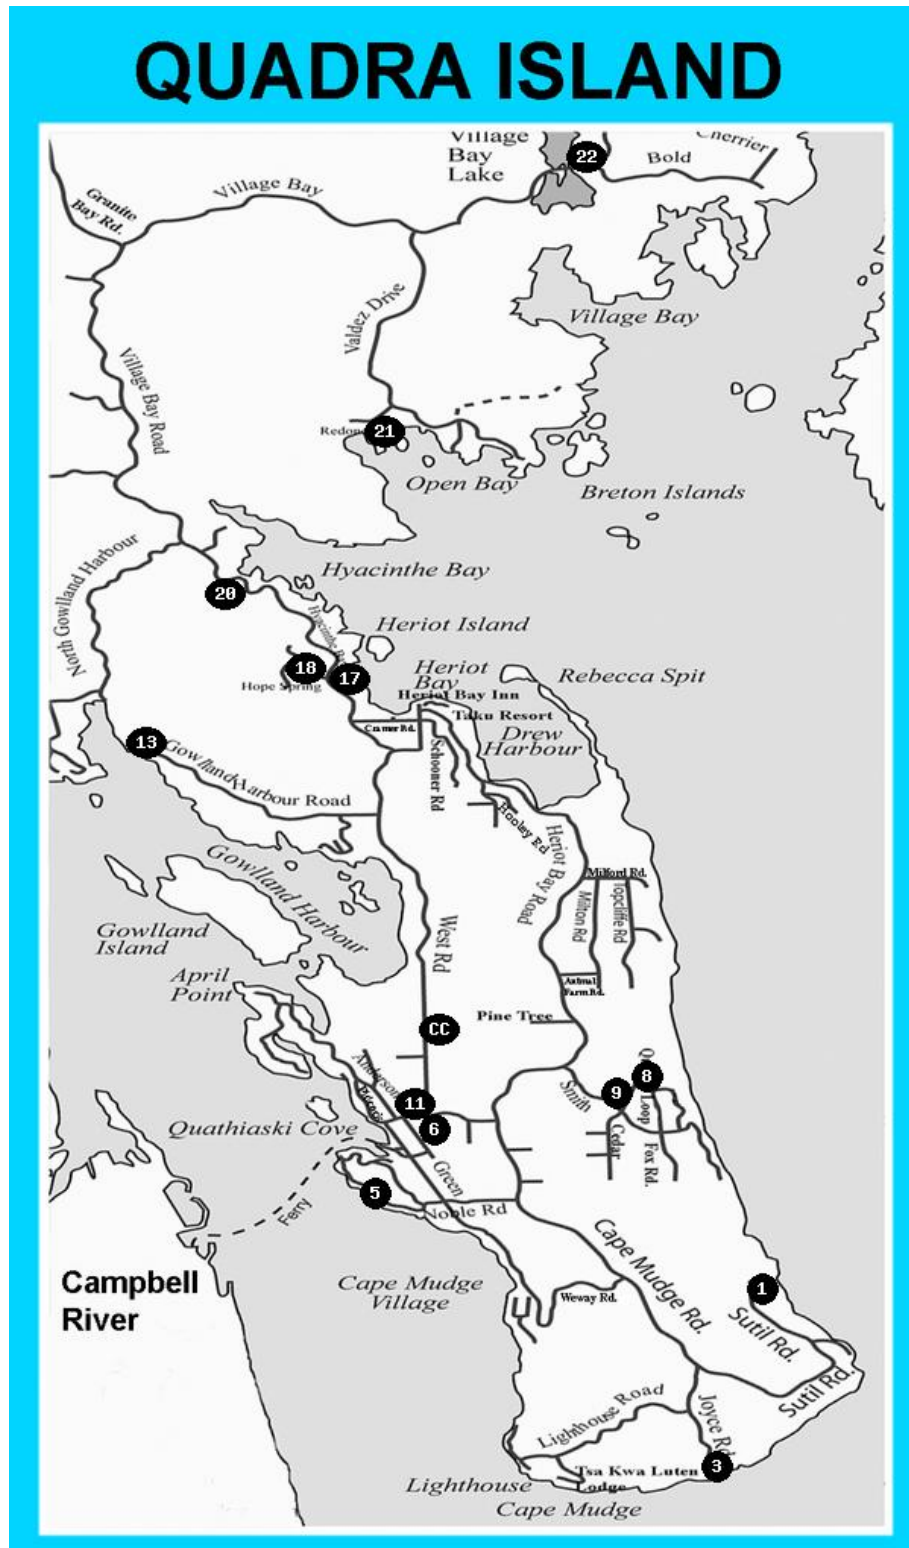 QUADRA ISLAND
Village
Bay
Lake
22
Bold
Cherrier
Granite
Bay Rd.
Village Bay
Valdez Drive
Village Bay
Village Bay Road
21
Open Bay
Breton Islands
North Gowlland Harbour
Hyacinthe Bay
20
Heriot Island
18
17
Hope Spring
Heriot
Bay
Rebecca Spit
Heriot Bay Inn
Taku Resort
Cramer Rd.
Drew
Harbour
13
Gowlland Harbour Road
Schooner Rd
Hooley Rd
Heriot Bay Road
Milford Rd.
Milton Rd
Topcliffe Rd
Gowlland Harbour
Gowlland
Island
West Rd
April
Point
Animal
Farm Rd.
Pine Tree
CC
Anderson
Smith
8
9
Loop
11
6
Quathiaski Cove
Cedar
Fox Rd.
Green
5
Noble Rd
Ferry
Cape Mudge Rd.
Campbell
River
Cape Mudge
Village
Weway Rd.
1
Sutil Rd.
Sutil Rd.
Joyce Rd
Lighthouse Road
3
Tsa Kwa Luten
Lodge
Lighthouse
Cape Mudge